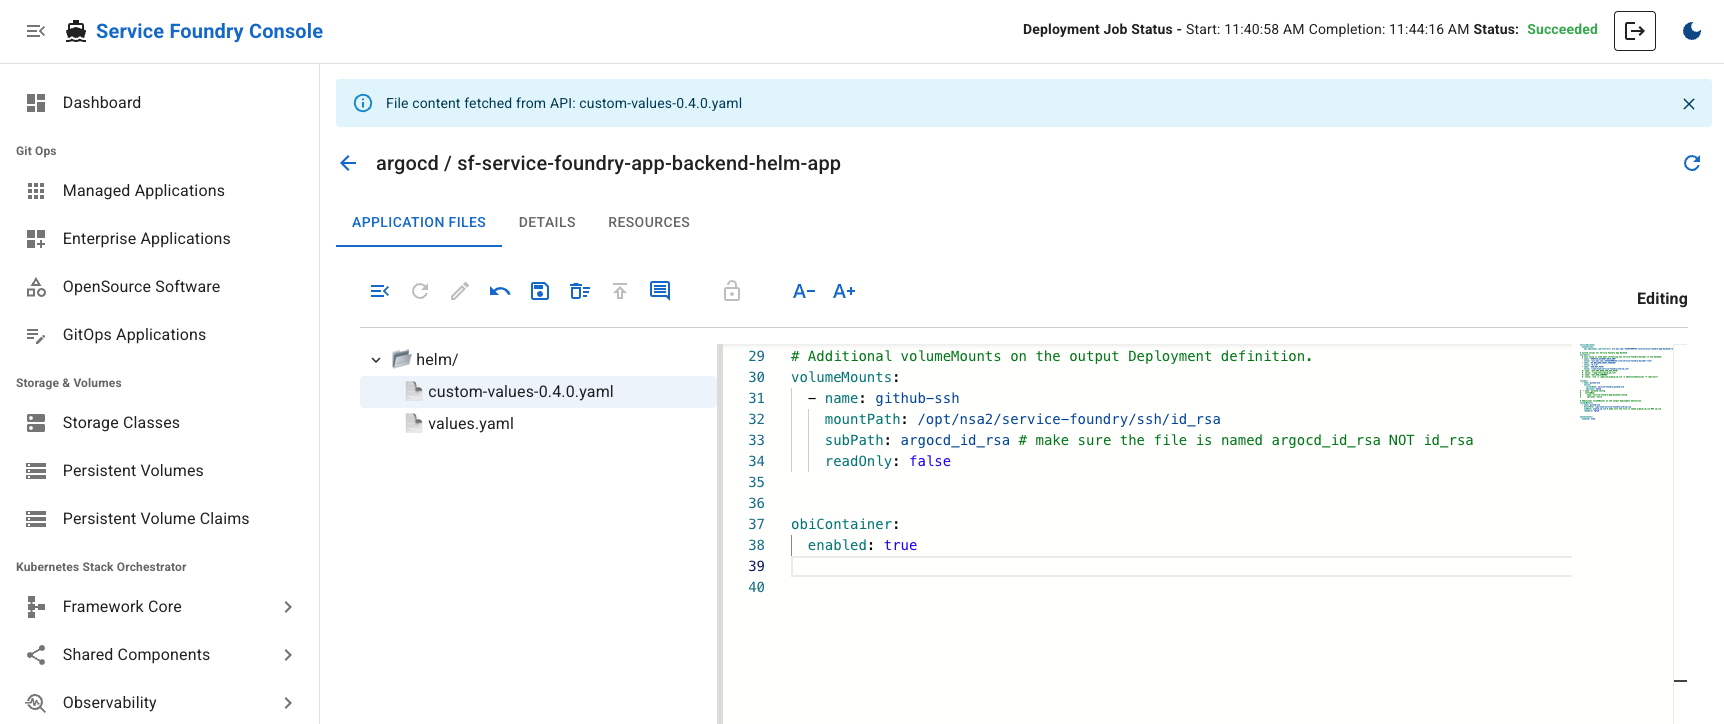 Service Foundry Console
Deployment Job Status - Start: 11:40:58 AM Completion: 11:44:16 AM Status: Succeeded
Dashboard
Git Ops
Managed Applications
Enterprise Applications
OpenSource Software
GitOps Applications
Storage & Volumes
Storage Classes
Persistent Volumes
Persistent Volume Claims
Kubernetes Stack Orchestrator
Framework Core
Shared Components
Observability
File content fetched from API: custom-values-0.4.0.yaml
argocd / sf-service-foundry-app-backend-helm-app
APPLICATION FILES DETAILS RESOURCES
A- A+
Editing
helm/
custom-values-0.4.0.yaml
values.yaml
29 # Additional volumeMounts on the output Deployment definition.
30 volumeMounts:
31 - name: github-ssh
32 mountPath: /opt/nsa2/service-foundry/ssh/id_rsa
33 subPath: argocd_id_rsa # make sure the file is named argocd_id_rsa NOT id_rsa
34 readOnly: false
35
36
37 obiContainer:
38 enabled: true
39
40